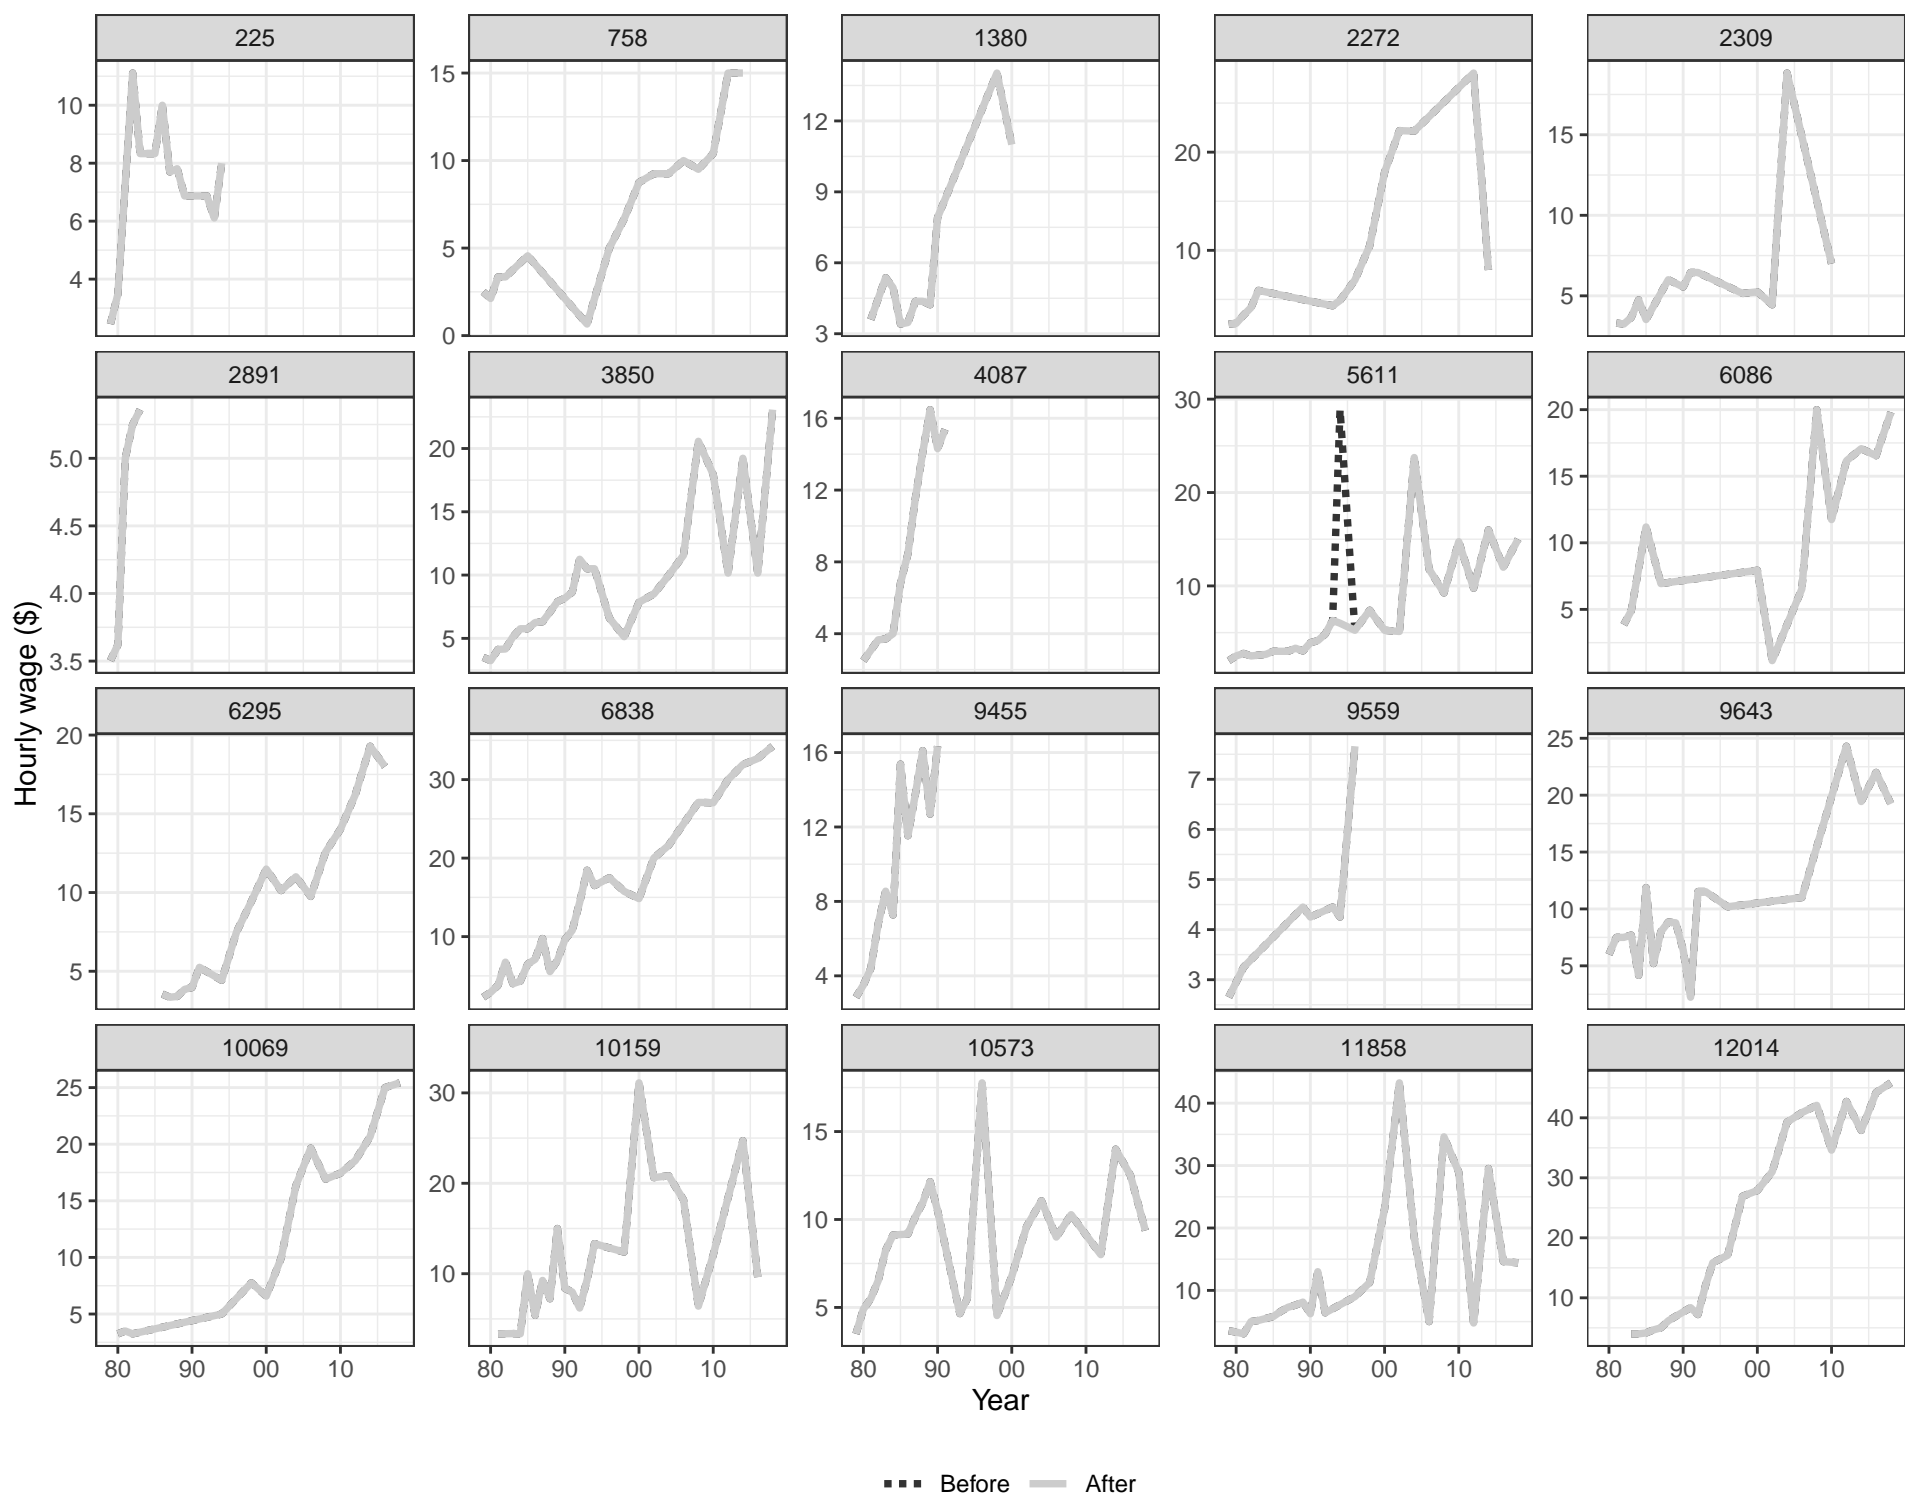 225 758 1380 2272 2309
10 8 6 4
15 10 5 0
12 9 6 3
20 10
15 10 5
2891 3850 4087 5611 6086
5.0 4.5 4.0 3.5
20 15 10 5
16 12 8 4
30 20 10
20 15 10 5
Hourly wage ($)
6295 6838 9455 9559 9643
20 15 10 5
30 20 10
16 12 8 4
7 6 5 4 3
25 20 15 10 5
10069 10159 10573 11858 12014
25 20 15 10 5
30 20 10
15 10 5
40 30 20 10
40 30 20 10
80 90 00 10 80 90 00 10 80 90 00 10 80 90 00 10 80 90 00 10
Year
Before After